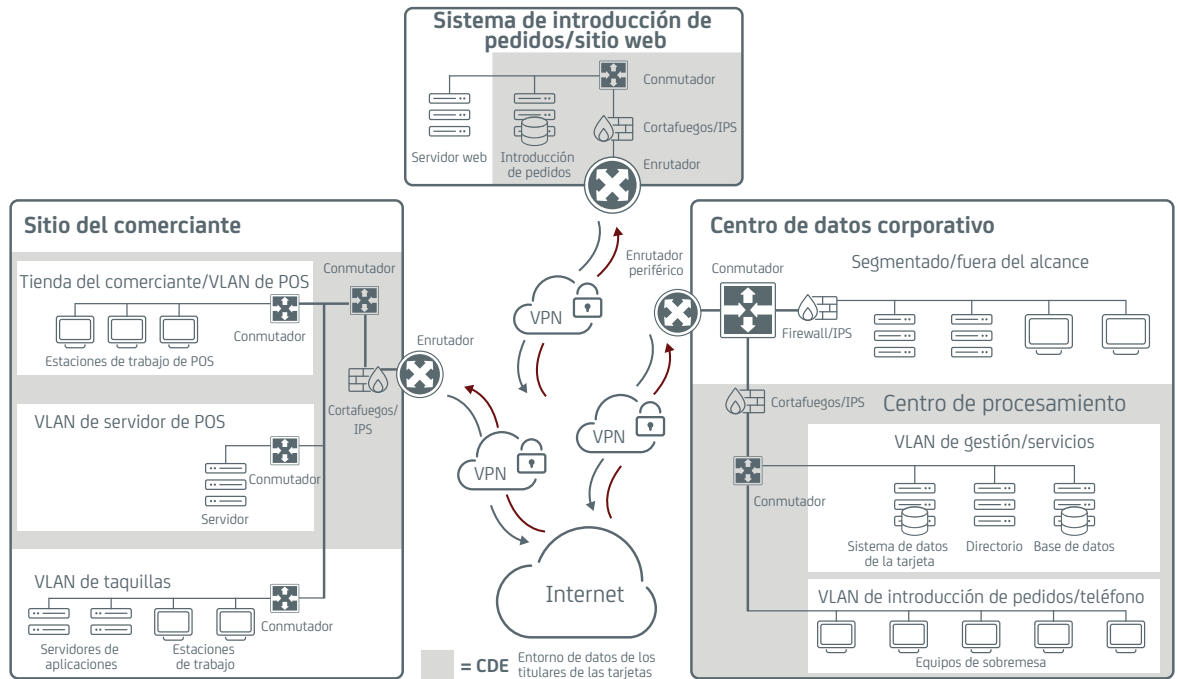 Sistema de introducción de
pedidos/sitio web
Conmutador
Cortafuegos/IPS
Servidor web
Introducción
de pedidos
Enrutador
Sitio del comerciante
Tienda del comerciante/VLAN de POS
Conmutador
Conmutador
Estaciones de trabajo de POS
Enrutador
Cortafuegos/
IPS
VLAN de servidor de POS
Conmutador
Servidor
VLAN de taquillas
Conmutador
Servidores de
aplicaciones
Estaciones
de trabajo
VPN
VPN
VPN
Internet
= CDE
Entorno de datos de los
titulares de las tarjetas
Centro de datos corporativo
Enrutador
periférico
Conmutador
Segmentado/fuera del alcance
Firewall/IPS
Cortafuegos/IPS
Centro de procesamiento
VLAN de gestión/servicios
Conmutador
Sistema de datos
de la tarjeta
Directorio
Base de datos
VLAN de introducción de pedidos/teléfono
Equipos de sobremesa